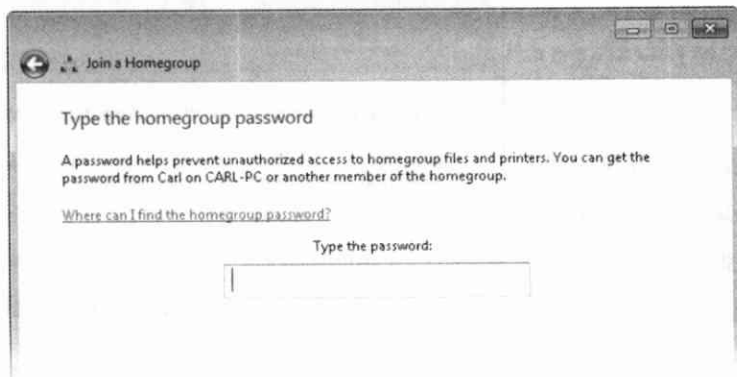 Join a Homegroup
Type the homegroup password
A password helps prevent unauthorized access to homegroup files and printers. You can get the
password from Carl on CARL-PC or another member of the homegroup.
Where can I find the homegroup password?
Type the password: